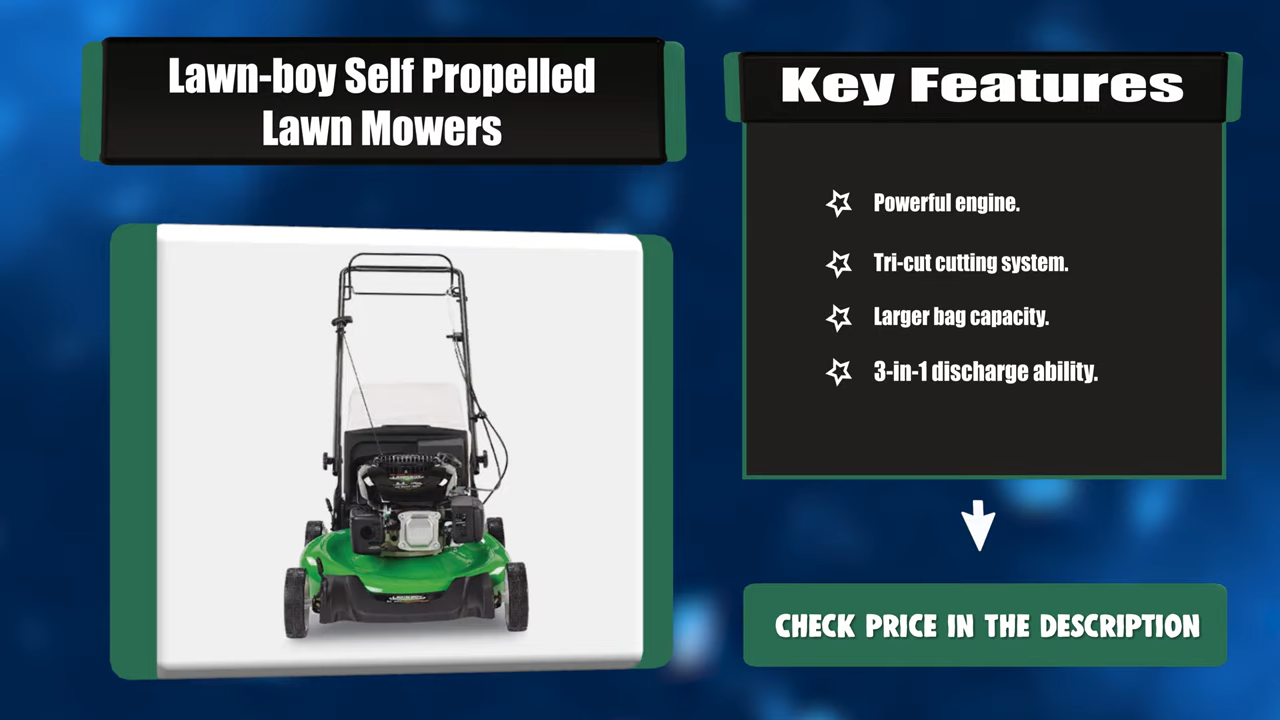 Lawn-boy Self Propelled
Lawn Mowers
Key Features
Powerful engine.
Tri-cut cutting system.
Larger bag capacity.
3-in-1 discharge ability.
CHECK PRICE IN THE DESCRIPTION